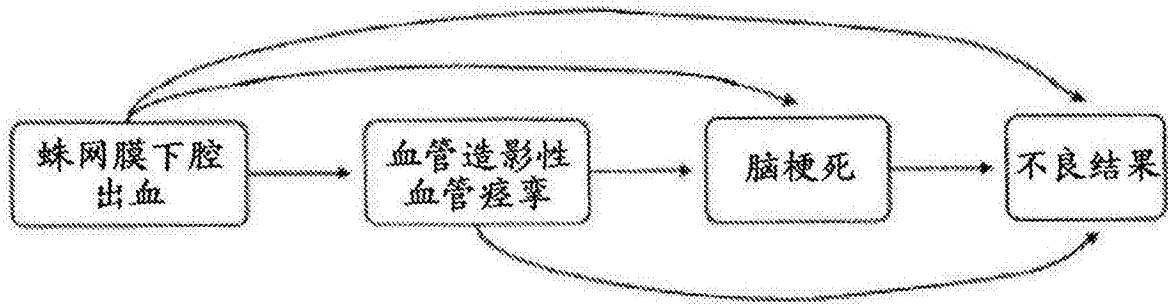 蛛网膜下腔
出血
血管造影性
血管痉挛
脑梗死
不良结果